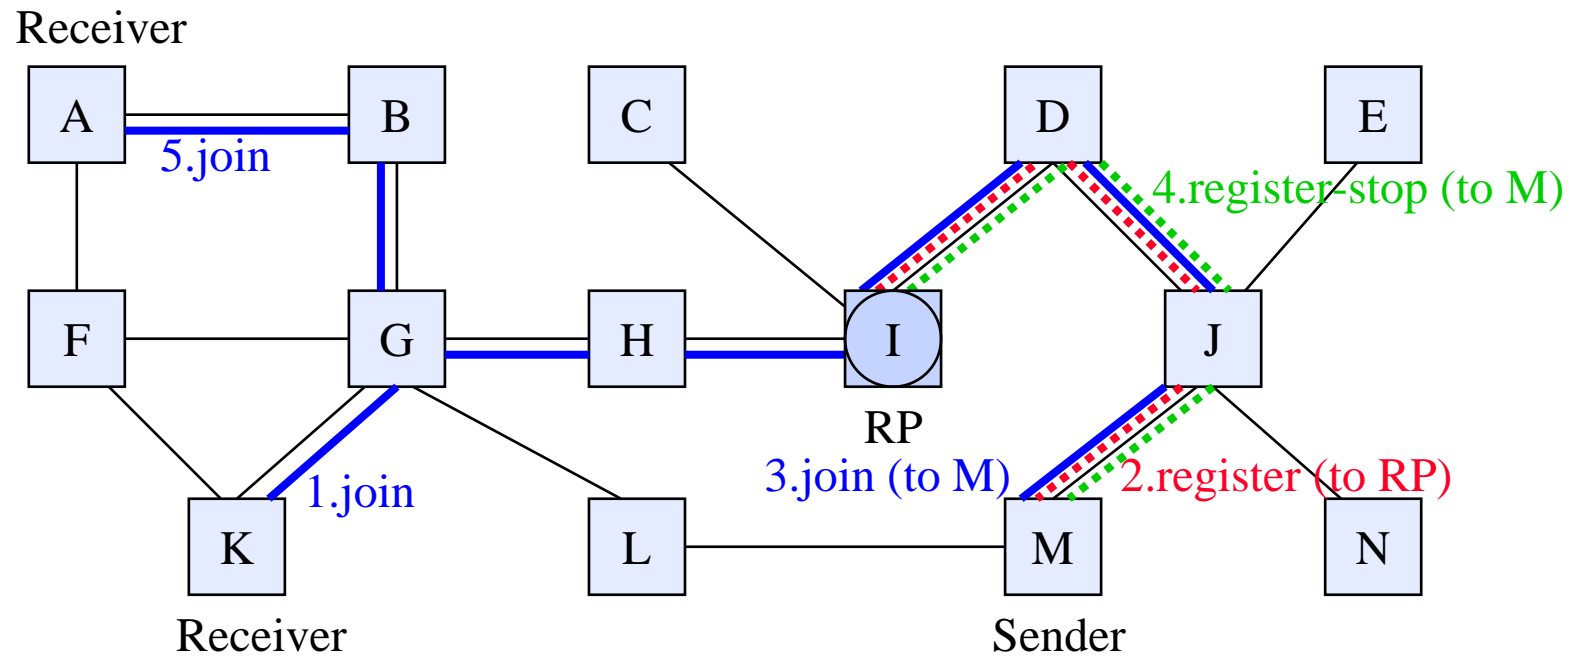 Receiver
A
B
C
D
E
5.join
4.register-stop (to M)
F
G
H
I
J
RP
1.join
3.join (to M)
2.register (to RP)
K
L
M
N
Receiver
Sender